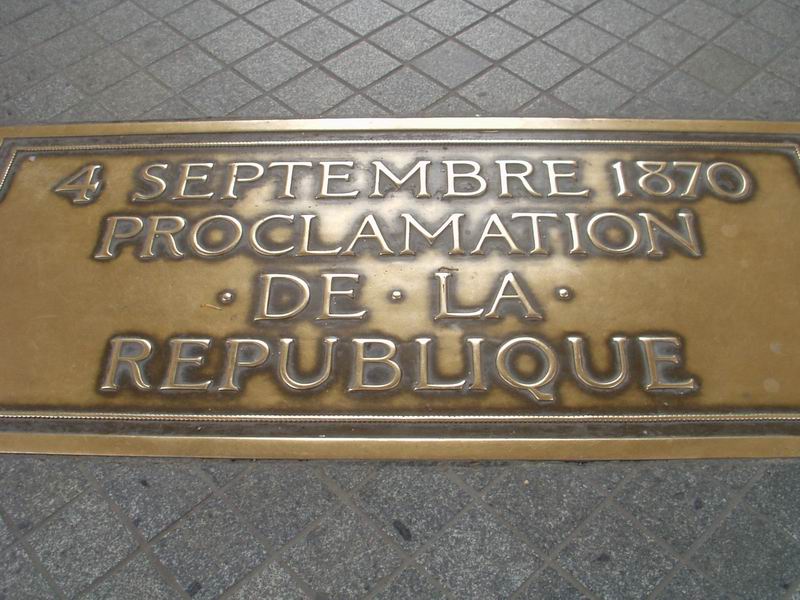 4 SEPTEMBRE 1870
PROCLAMATION
· DE · LA ·
REPUBLIQUE